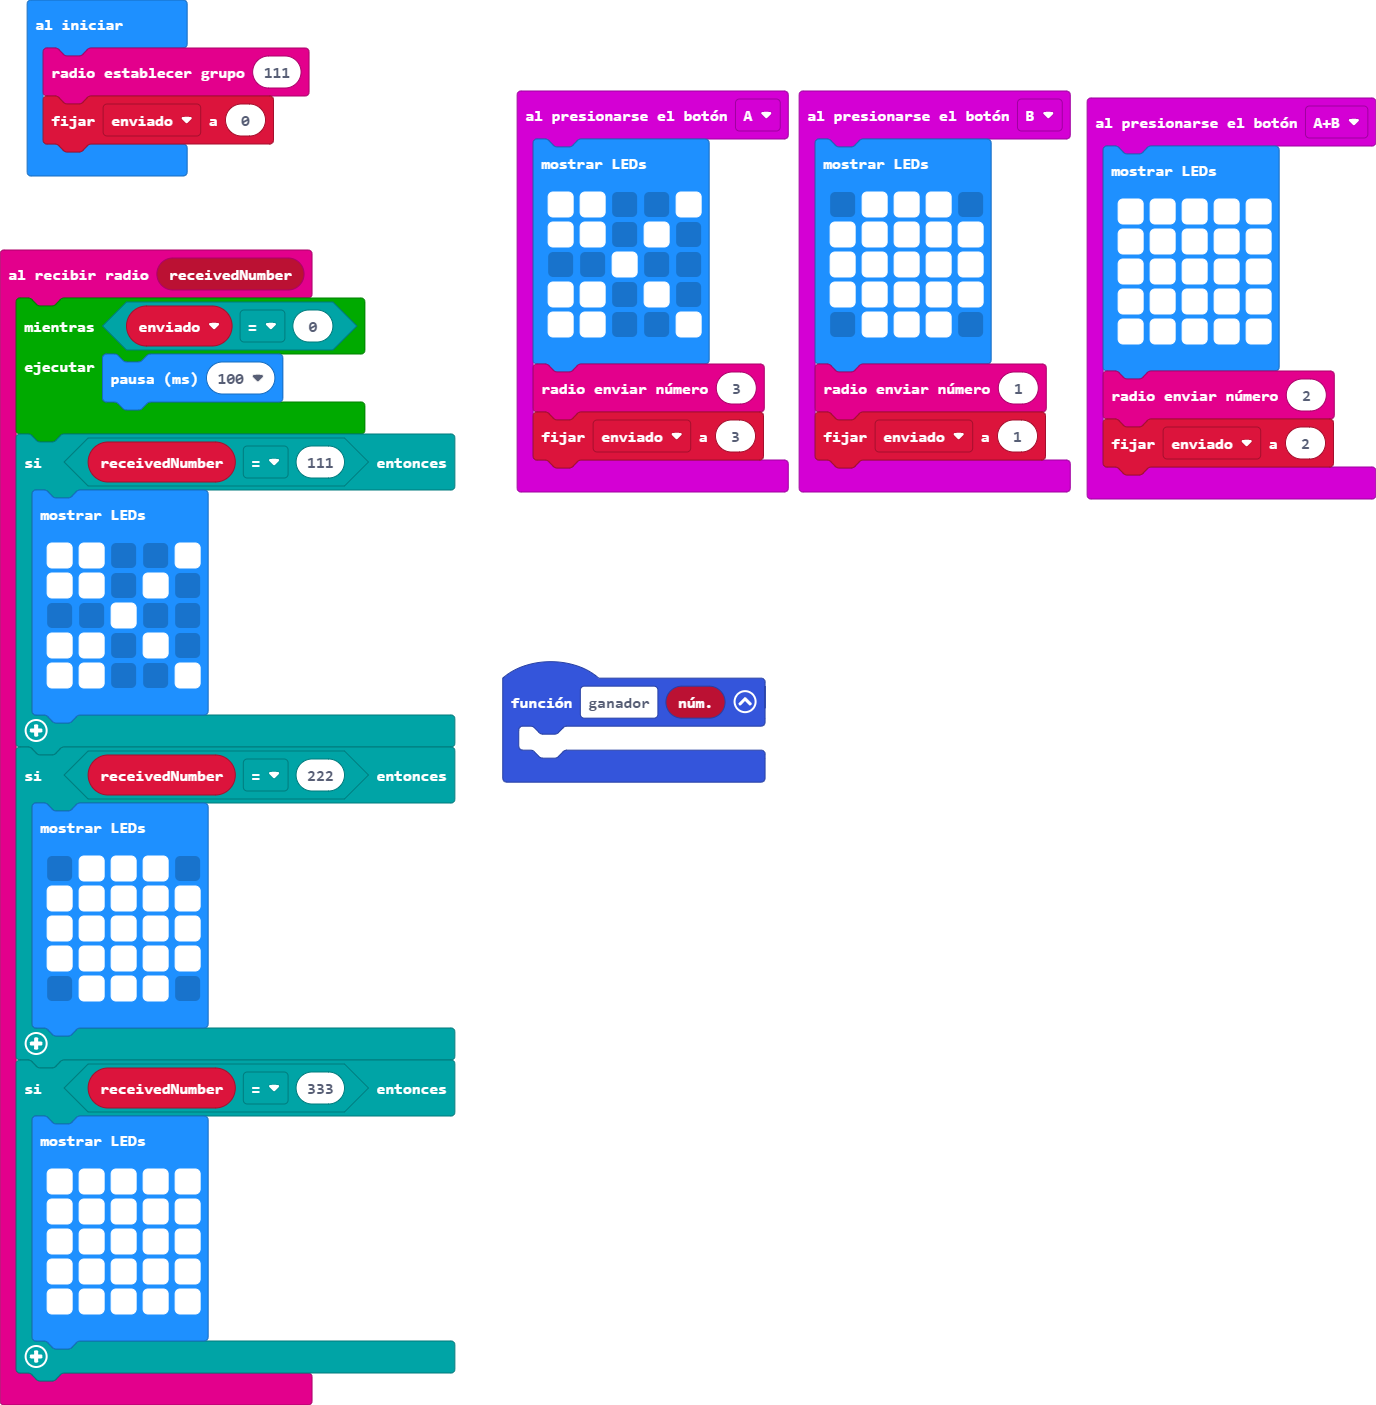 al iniciar
radio establecer grupo 111
fijar enviado a 0
al presionarse el botón A
mostrar LEDs
radio enviar número 3
fijar enviado a 3
al presionarse el botón B
mostrar LEDs
radio enviar número 1
fijar enviado a 1
al presionarse el botón A+B
mostrar LEDs
radio enviar número 2
fijar enviado a 2
al recibir radio receivedNumber
mientras enviado = 0
ejecutar pausa (ms) 100
si receivedNumber = 111 entonces
mostrar LEDs
si receivedNumber = 222 entonces
mostrar LEDs
si receivedNumber = 333 entonces
mostrar LEDs
función ganador núm.